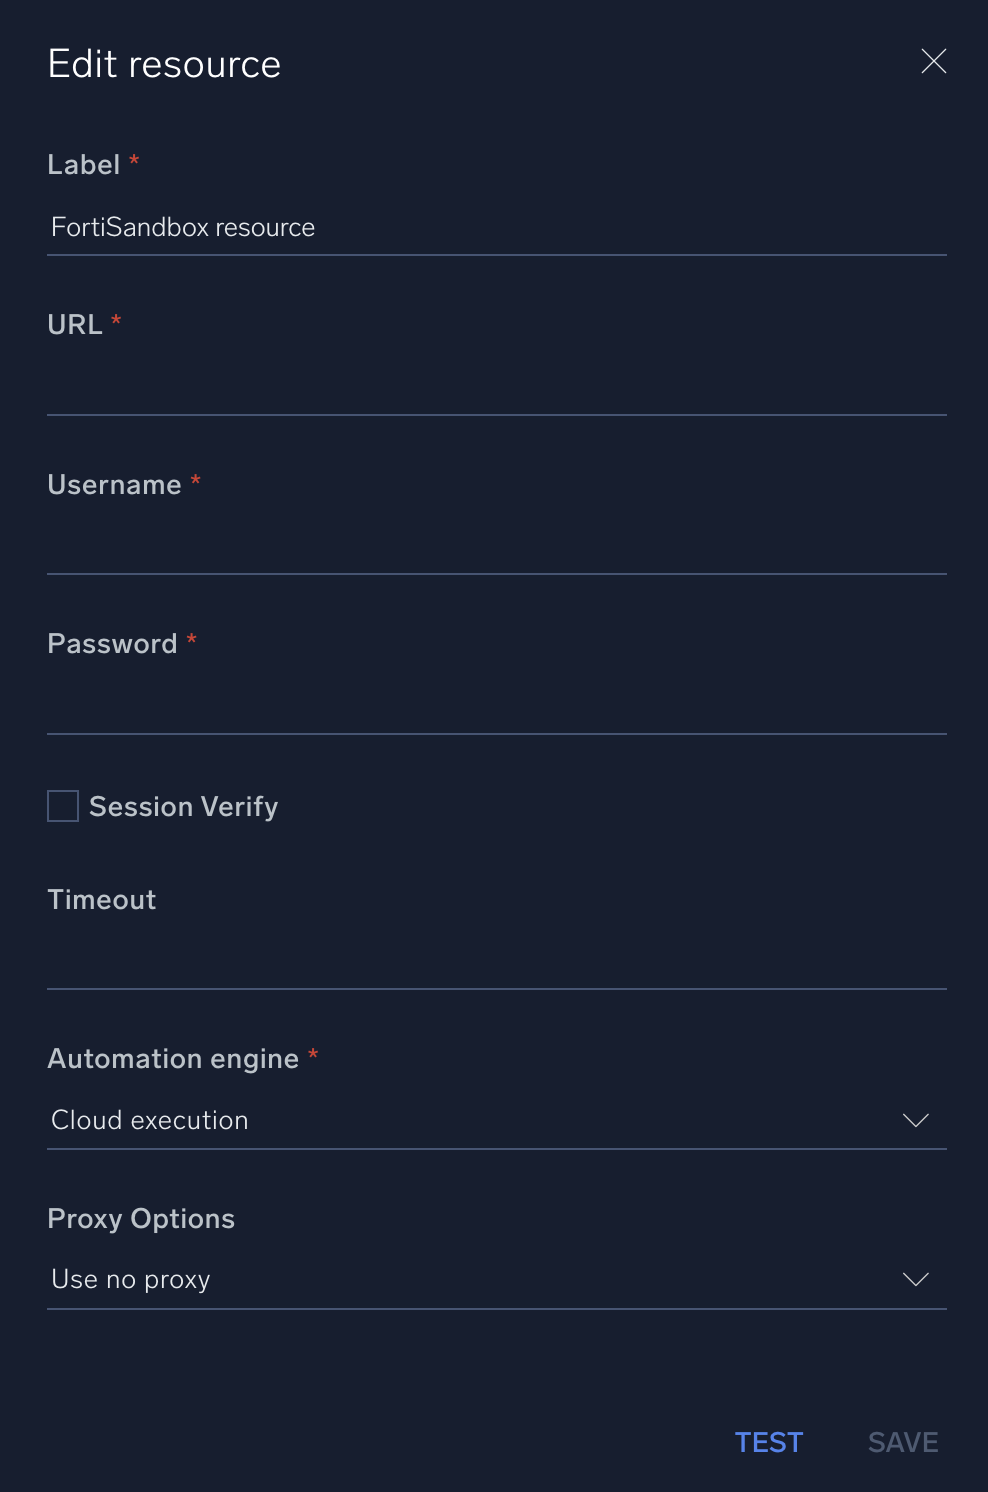 Edit resource
Label *
FortiSandbox resource
URL *
Username *
Password *
Session Verify
Timeout
Automation engine *
Cloud execution
Proxy Options
Use no proxy
TEST SAVE